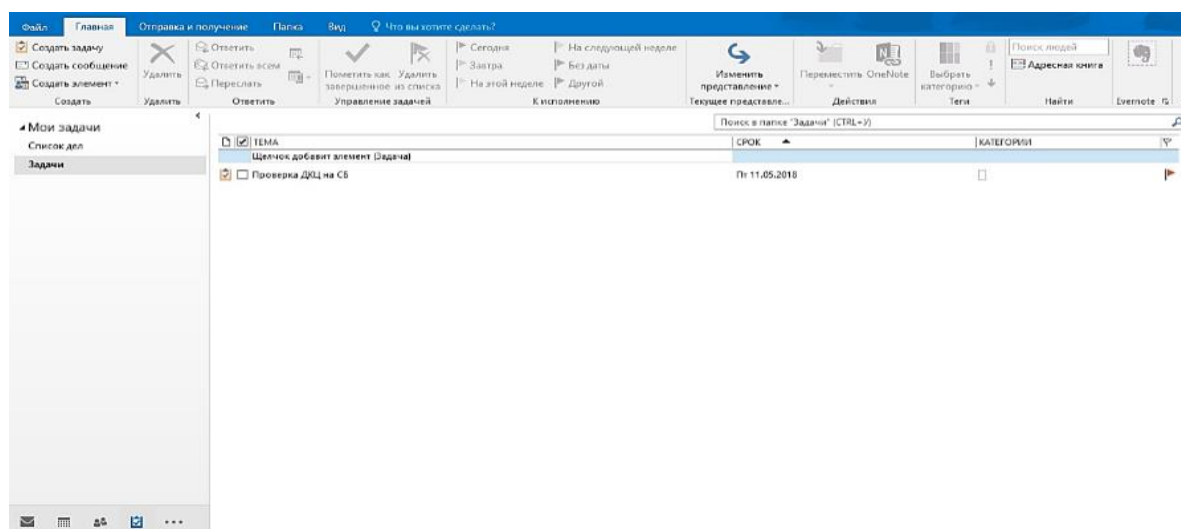 Файл Главная Отправка и получение Папка Вид Что вы хотите сделать?
Создать задачу
Создать сообщение
Создать элемент
Создать
Удалить
Удалить
Ответить
Ответить всем
Переслать
Ответить
Пометить как завершенное
Удалить из списка
Управление задачей
Сегодня
Завтра
На этой неделе
На следующей неделе
Без даты
Другой
К исполнению
Изменить представление
Текущее представле...
Переместить
OneNote
Действия
Выбрать категорию
Теги
Поиск людей
Адресная книга
Найти
Evernote
Мои задачи
Список дел
Задачи
Поиск в папке "Задачи" (CTRL+У)
ТЕМА СРОК КАТЕГОРИИ
Щелчок добавит элемент (Задача)
Проверка ДКЦ на СБ Пт 11.05.2018